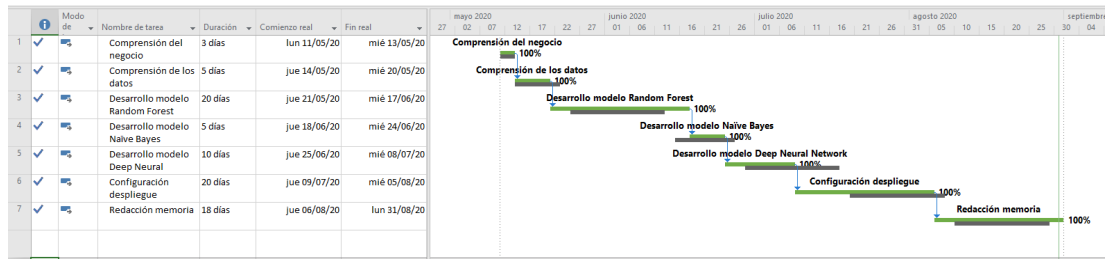 mayo 2020 junio 2020 julio 2020 agosto 2020 septiembre
Modo
de Nombre de tarea Duración Comienzo real Fin real 27 02 07 12 17 22 27 01 06 11 16 21 26 01 06 11 16 21 26 31 05 10 15 20 25 30 04
1 Comprensión del negocio 3 días lun 11/05/20 mié 13/05/20 Comprensión del negocio 100%
2 Comprensión de los datos 5 días jue 14/05/20 mié 20/05/20 Comprensión de los datos 100%
3 Desarrollo modelo Random Forest 20 días jue 21/05/20 mié 17/06/20 Desarrollo modelo Random Forest 100%
4 Desarrollo modelo Naïve Bayes 5 días jue 18/06/20 mié 24/06/20 Desarrollo modelo Naïve Bayes 100%
5 Desarrollo modelo Deep Neural 10 días jue 25/06/20 mié 08/07/20 Desarrollo modelo Deep Neural Network 100%
6 Configuración despliegue 20 días jue 09/07/20 mié 05/08/20 Configuración despliegue 100%
7 Redacción memoria 18 días jue 06/08/20 lun 31/08/20 Redacción memoria 100%